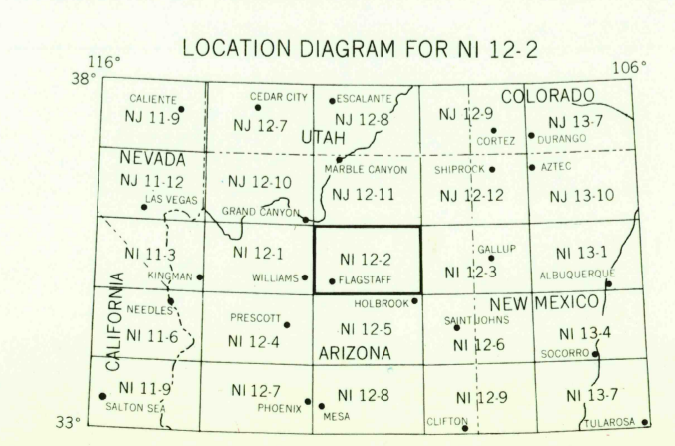 LOCATION DIAGRAM FOR NI 12-2
116°
106°
38°
CALIENTE
NJ 11-9
CEDAR CITY
NJ 12-7
ESCALANTE
NJ 12-8
UTAH
NJ 12-9
CORTEZ
COLORADO
NJ 13-7
DURANGO
NEVADA
NJ 11-12
LAS VEGAS
NJ 12-10
GRAND CANYON
MARBLE CANYON
NJ 12-11
SHIPROCK
NJ 12-12
AZTEC
NJ 13-10
NI 11-3
KINGMAN
NI 12-1
WILLIAMS
NI 12-2
FLAGSTAFF
GALLUP
NI 12-3
NI 13-1
ALBUQUERQUE
CALIFORNIA
NEEDLES
NI 11-6
PRESCOTT
NI 12-4
HOLBROOK
NI 12-5
ARIZONA
NEW MEXICO
SAINT JOHNS
NI 12-6
NI 13-4
SOCORRO
NI 11-9
SALTON SEA
NI 12-7
PHOENIX
NI 12-8
MESA
NI 12-9
CLIFTON
NI 13-7
TULAROSA
33°